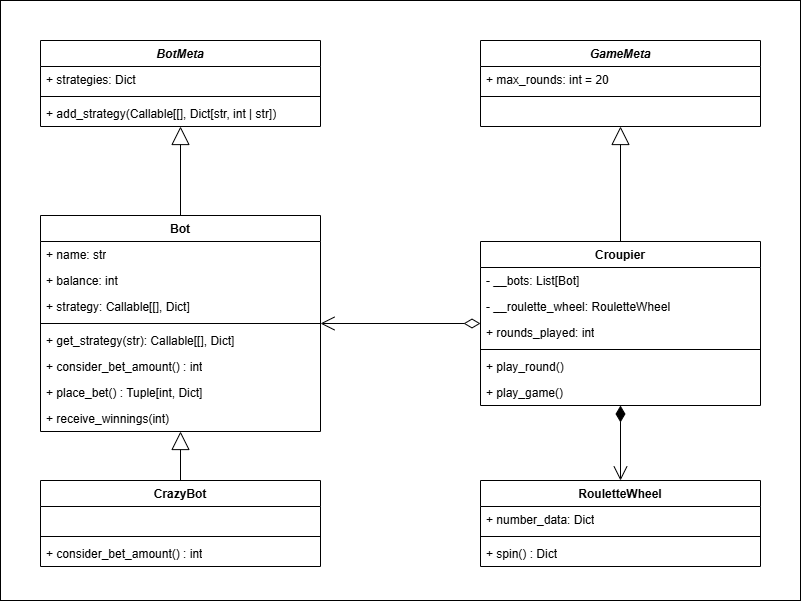 BotMeta
+ strategies: Dict
+ add_strategy(Callable[[], Dict[str, int | str])
GameMeta
+ max_rounds: int = 20
Bot
+ name: str
+ balance: int
+ strategy: Callable[[], Dict]
+ get_strategy(str): Callable[[], Dict]
+ consider_bet_amount() : int
+ place_bet() : Tuple[int, Dict]
+ receive_winnings(int)
Croupier
- __bots: List[Bot]
- __roulette_wheel: RouletteWheel
+ rounds_played: int
+ play_round()
+ play_game()
CrazyBot
+ consider_bet_amount() : int
RouletteWheel
+ number_data: Dict
+ spin() : Dict